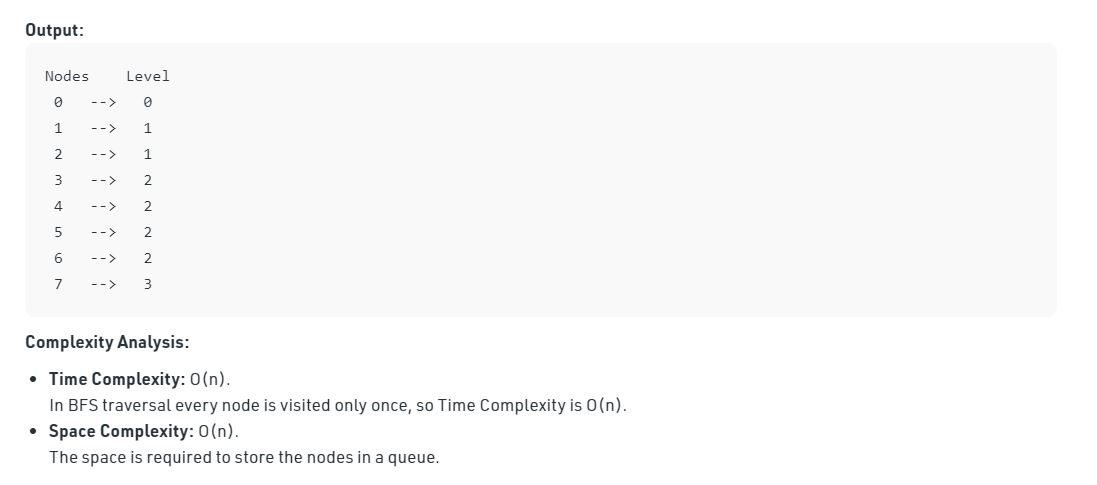 Output:
Nodes    Level
 0   -->   0
 1   -->   1
 2   -->   1
 3   -->   2
 4   -->   2
 5   -->   2
 6   -->   2
 7   -->   3
Complexity Analysis:
• Time Complexity: O(n).
In BFS traversal every node is visited only once, so Time Complexity is O(n).
• Space Complexity: O(n).
The space is required to store the nodes in a queue.